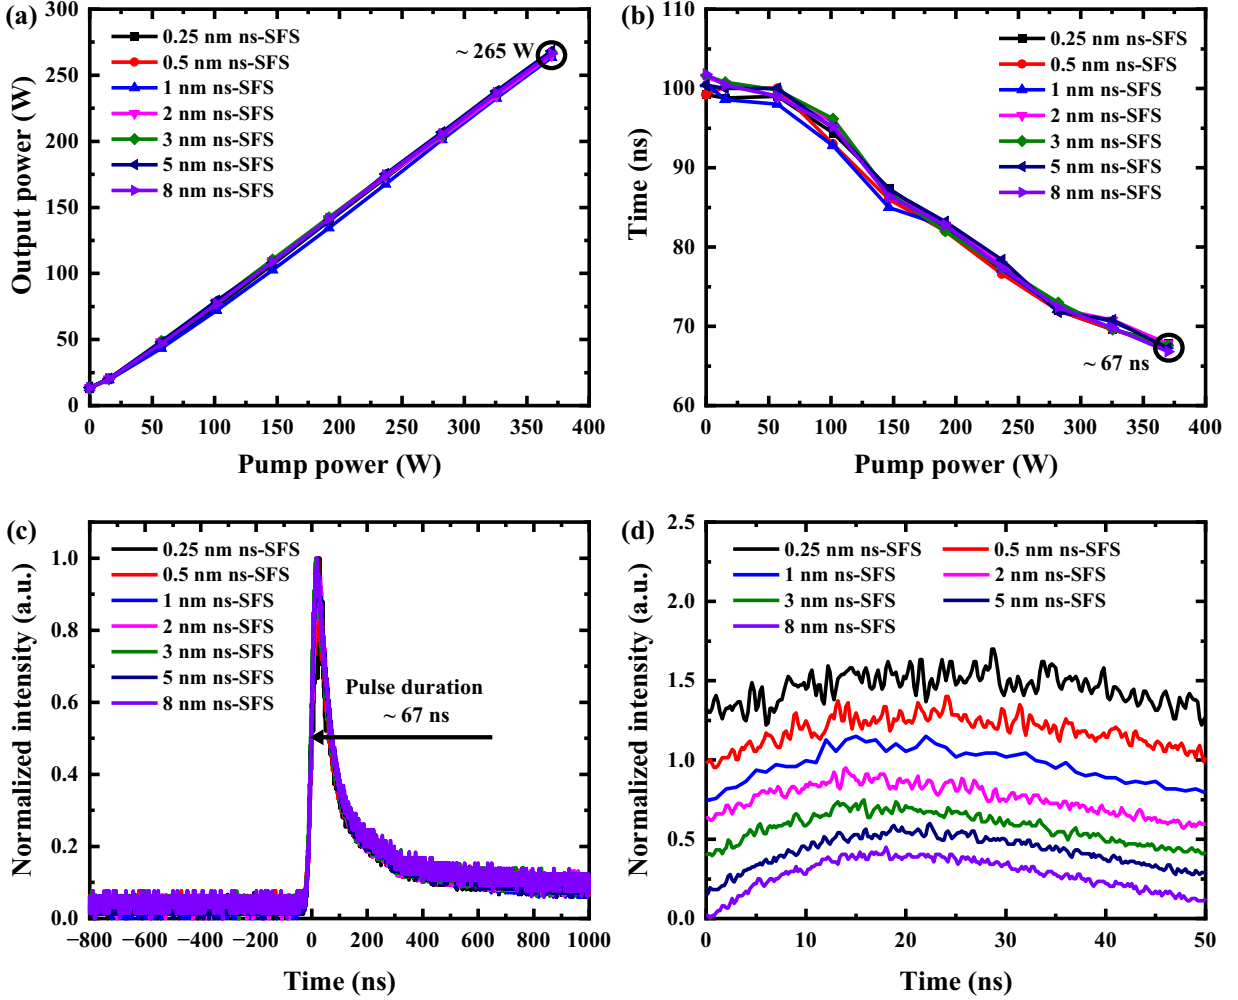 (a)
300
250
200
150
100
50
0
Output power (W)
0.25 nm ns-SFS
0.5 nm ns-SFS
1 nm ns-SFS
2 nm ns-SFS
3 nm ns-SFS
5 nm ns-SFS
8 nm ns-SFS
~ 265 W
0 50 100 150 200 250 300 350 400
Pump power (W)
(b)
110
100
90
80
70
60
Time (ns)
0.25 nm ns-SFS
0.5 nm ns-SFS
1 nm ns-SFS
2 nm ns-SFS
3 nm ns-SFS
5 nm ns-SFS
8 nm ns-SFS
~ 67 ns
0 50 100 150 200 250 300 350 400
Pump power (W)
(c)
1.0
0.8
0.6
0.4
0.2
0.0
Normalized intensity (a.u.)
0.25 nm ns-SFS
0.5 nm ns-SFS
1 nm ns-SFS
2 nm ns-SFS
3 nm ns-SFS
5 nm ns-SFS
8 nm ns-SFS
Pulse duration
~ 67 ns
−800 −600 −400 −200 0 200 400 600 800 1000
Time (ns)
(d)
2.5
2.0
1.5
1.0
0.5
0.0
Normalized intensity (a.u.)
0.25 nm ns-SFS 0.5 nm ns-SFS
1 nm ns-SFS 2 nm ns-SFS
3 nm ns-SFS 5 nm ns-SFS
8 nm ns-SFS
0 10 20 30 40 50
Time (ns)